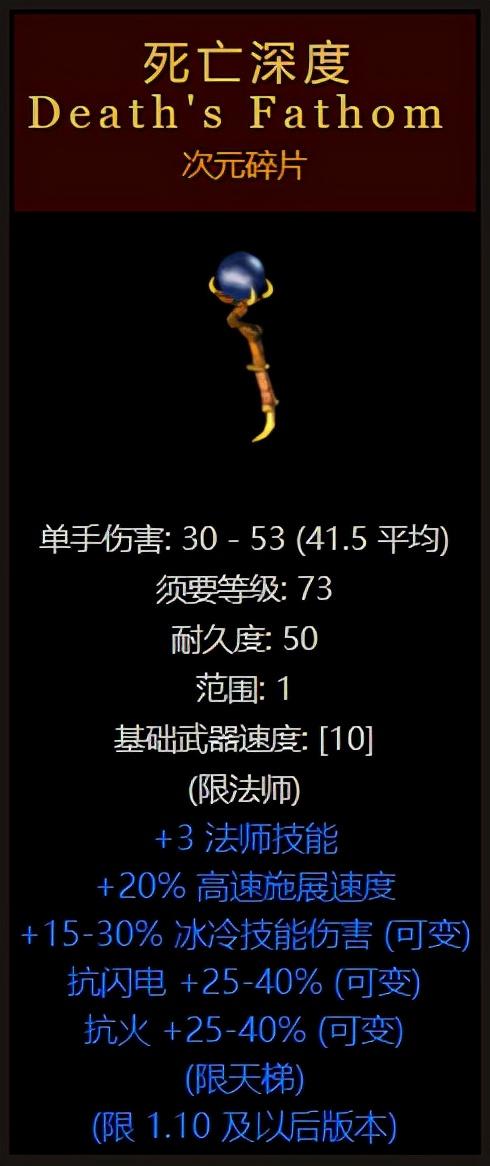 死亡深度
Death's Fathom
次元碎片
单手伤害: 30 - 53 (41.5 平均)
须要等级: 73
耐久度: 50
范围: 1
基础武器速度: [10]
(限法师)
+3 法师技能
+20% 高速施展速度
+15-30% 冰冷技能伤害 (可变)
抗闪电 +25-40% (可变)
抗火 +25-40% (可变)
(限天梯)
(限 1.10 及以后版本)